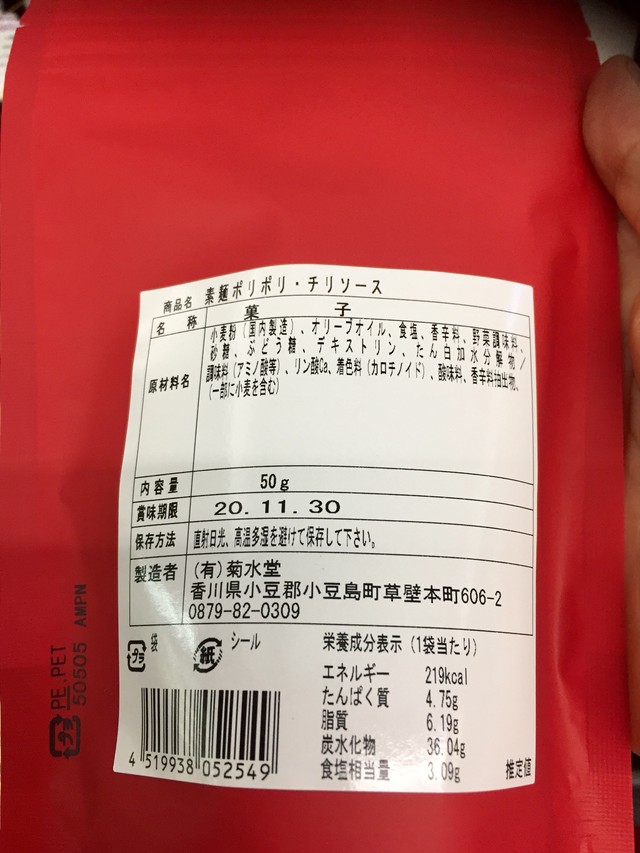 商品名 素麺ポリポリ・チリソース
名称 菓子
原材料名 小麦粉（国内製造）、オリーブオイル、食塩、香辛料、野菜調味料、
砂糖、ぶどう糖、デキストリン、たん白加水分解物／
調味料（アミノ酸等）、リン酸Ca、着色料（カロテノイド）、酸味料、香辛料抽出物、
（一部に小麦を含む）
内容量 50g
賞味期限 20.11.30
保存方法 直射日光、高温多湿を避けて保存して下さい。
製造者 （有）菊水堂
香川県小豆郡小豆島町草壁本町606-2
0879-82-0309
プラ 袋 紙 シール
栄養成分表示（1袋当たり）
エネルギー 219kcal
たんぱく質 4.75g
脂質 6.19g
炭水化物 36.04g
食塩相当量 3.09g 推定値
4 519938 052549
プラ PE.PET
50505 AMPN